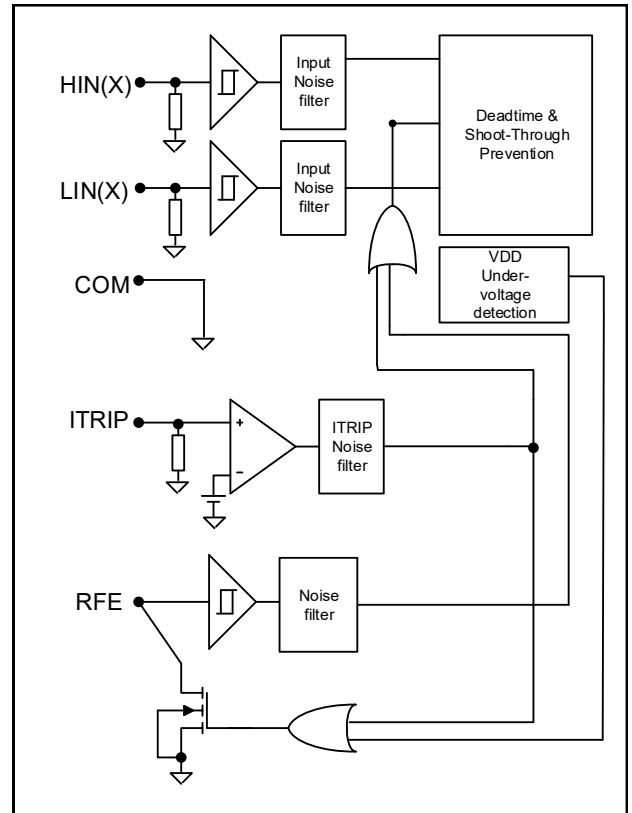 HIN(X)
Input
Noise
filter
Deadtime &
Shoot-Through
Prevention
LIN(X)
Input
Noise
filter
COM
VDD
Under-
voltage
detection
ITRIP
+
-
ITRIP
Noise
filter
RFE
Noise
filter